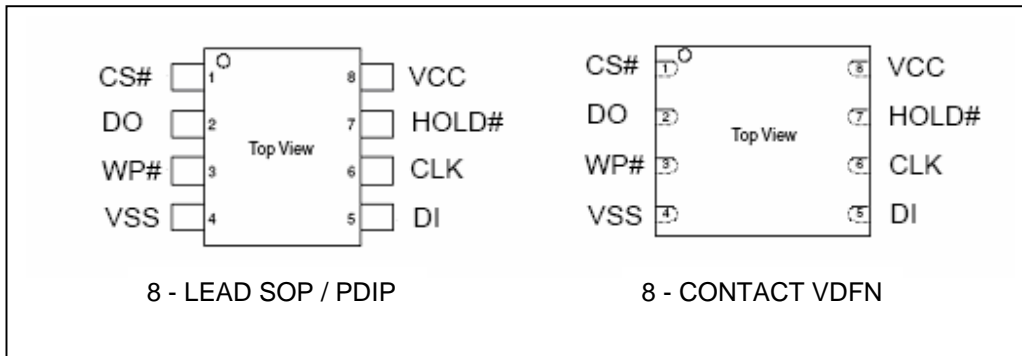 CS# 1 8 VCC
DO 2 7 HOLD#
Top View
WP# 3 6 CLK
VSS 4 5 DI
8 - LEAD SOP / PDIP
CS# 1 8 VCC
DO 2 7 HOLD#
Top View
WP# 3 6 CLK
VSS 4 5 DI
8 - CONTACT VDFN